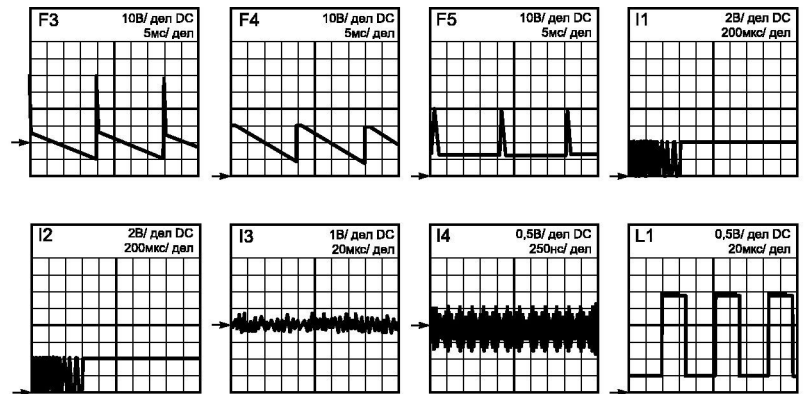 F3
10В/ дел DC
5мс/ дел
F4
10В/ дел DC
5мс/ дел
F5
10В/ дел DC
5мс/ дел
I1
2В/ дел DC
200мкс/ дел
I2
2В/ дел DC
200мкс/ дел
I3
1В/ дел DC
20мкс/ дел
I4
0,5В/ дел DC
250нс/ дел
L1
0,5В/ дел DC
20мкс/ дел